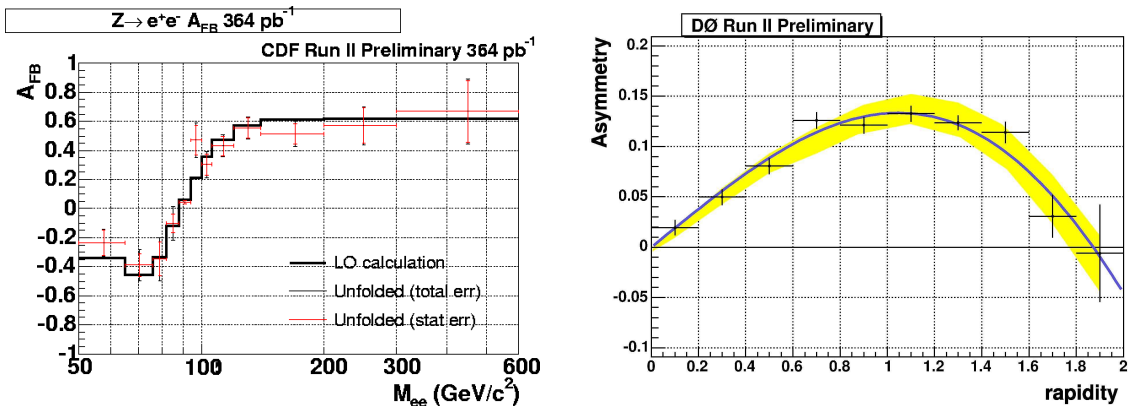 Z→ e⁺e⁻ A_FB 364 pb⁻¹
CDF Run II Preliminary 364 pb⁻¹
A_FB
1
0.8
0.6
0.4
0.2
0
-0.2
-0.4
-0.6
-0.8
-1
LO calculation
Unfolded (total err)
Unfolded (stat err)
50
100
200
300
400
500
600
M_ee (GeV/c²)
DØ Run II Preliminary
Asymmetry
0.2
0.15
0.1
0.05
0
-0.05
-0.1
0 0.2 0.4 0.6 0.8 1 1.2 1.4 1.6 1.8 2
rapidity